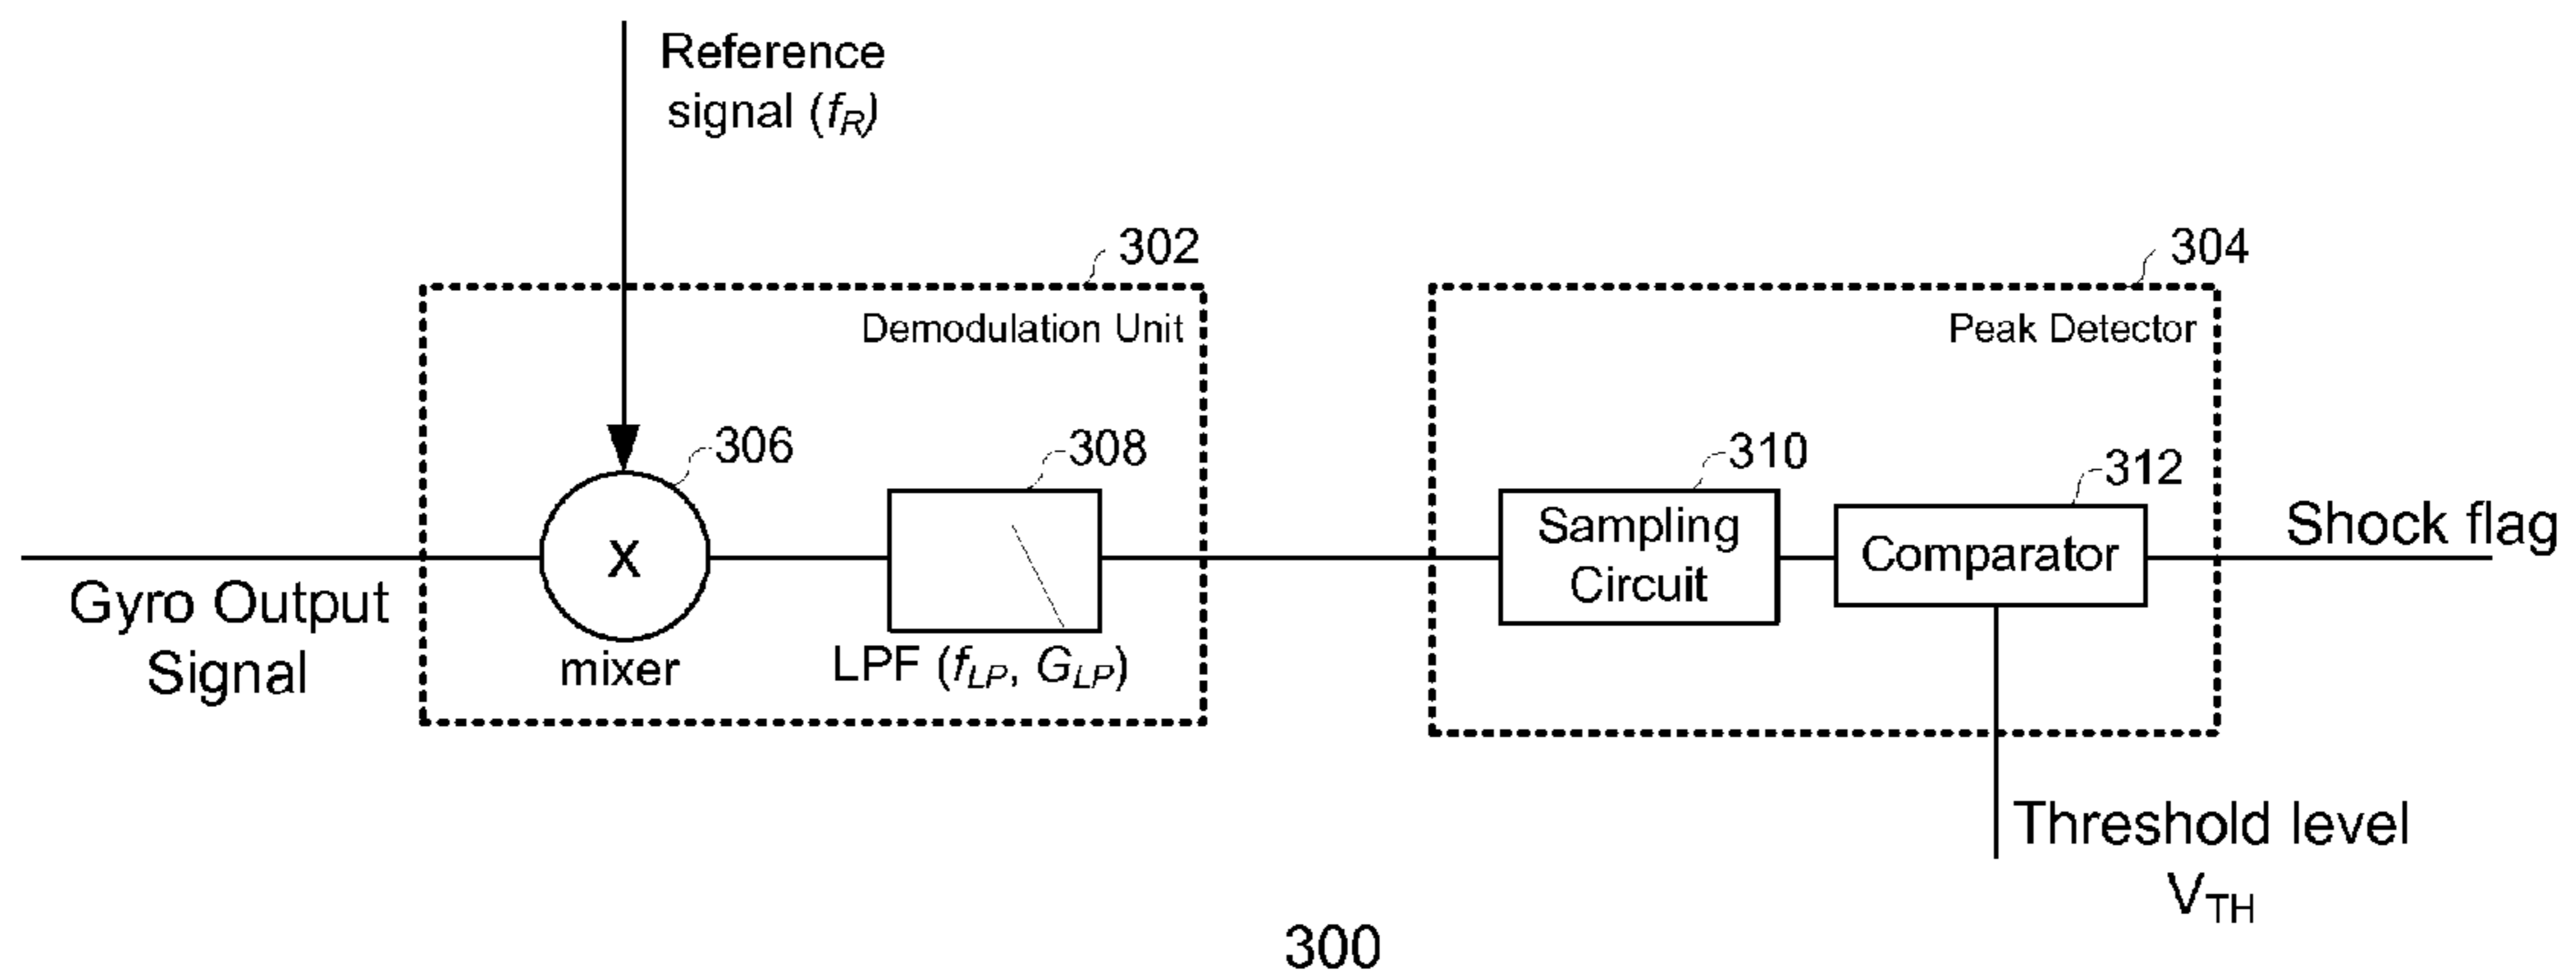 Reference
signal (fR)
302
304
Demodulation Unit
Peak Detector
306
308
310
312
Sampling
Circuit
Comparator
Shock flag
X
Gyro Output
Signal
mixer
LPF (fLP, GLP)
Threshold level
VTH
300